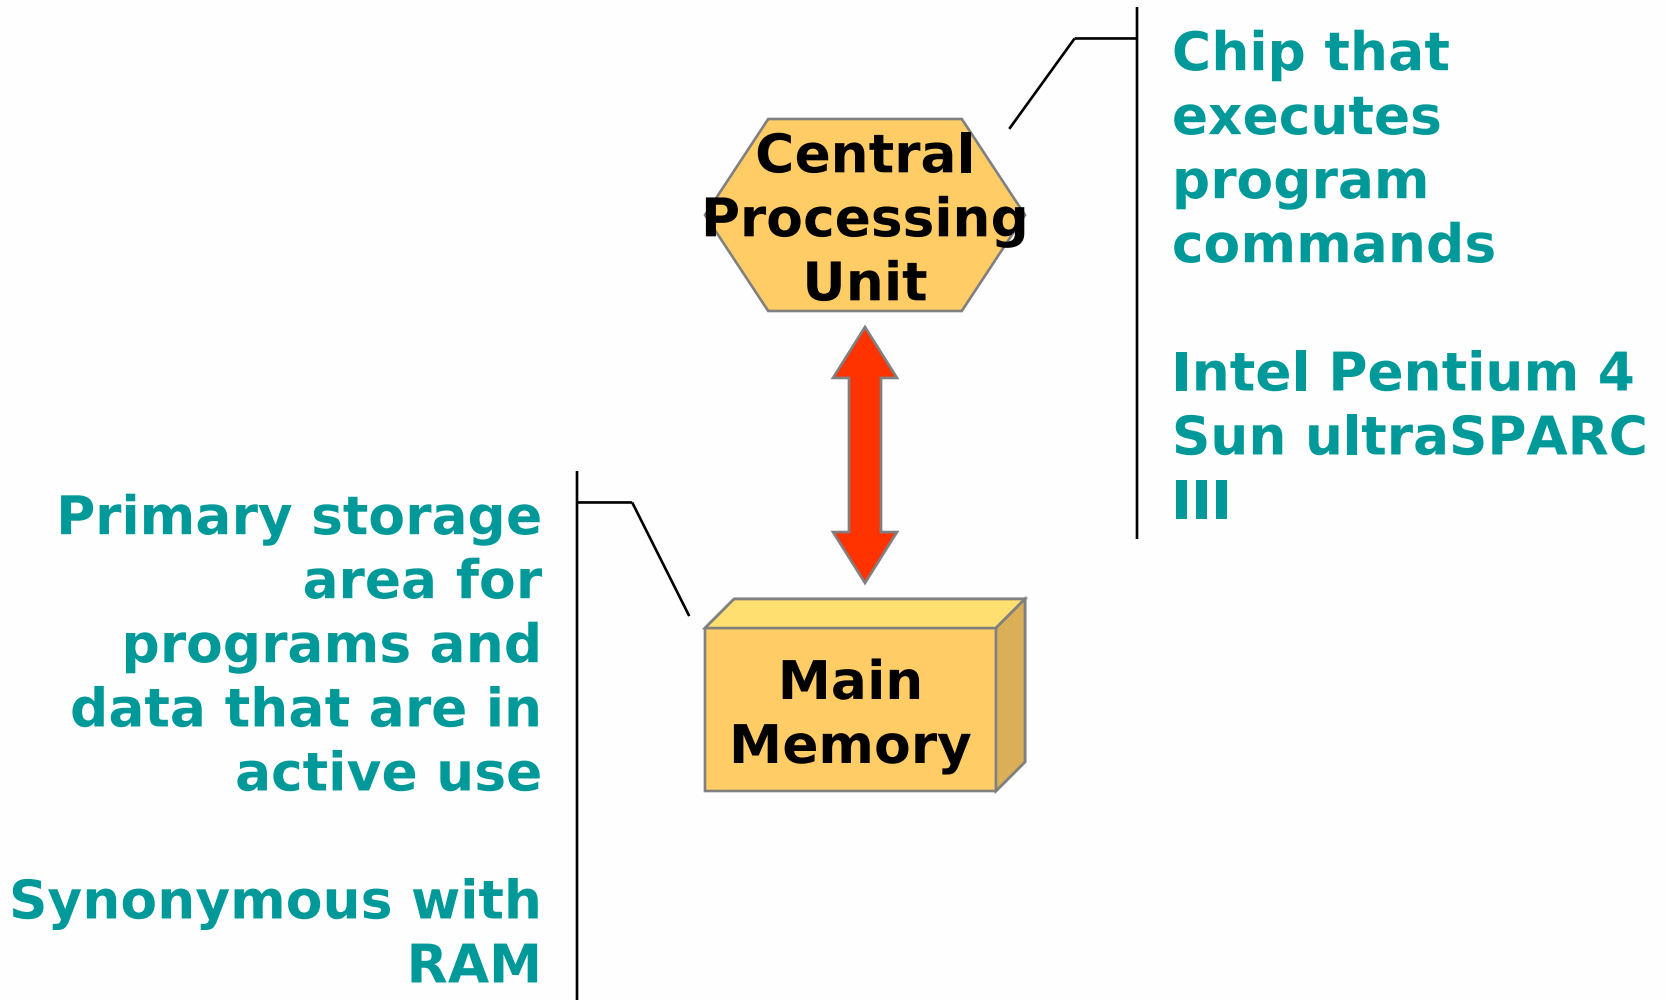 Central
Processing
Unit
Chip that
executes
program
commands
Intel Pentium 4
Sun ultraSPARC
III
Primary storage
area for
programs and
data that are in
active use
Synonymous with
RAM
Main
Memory